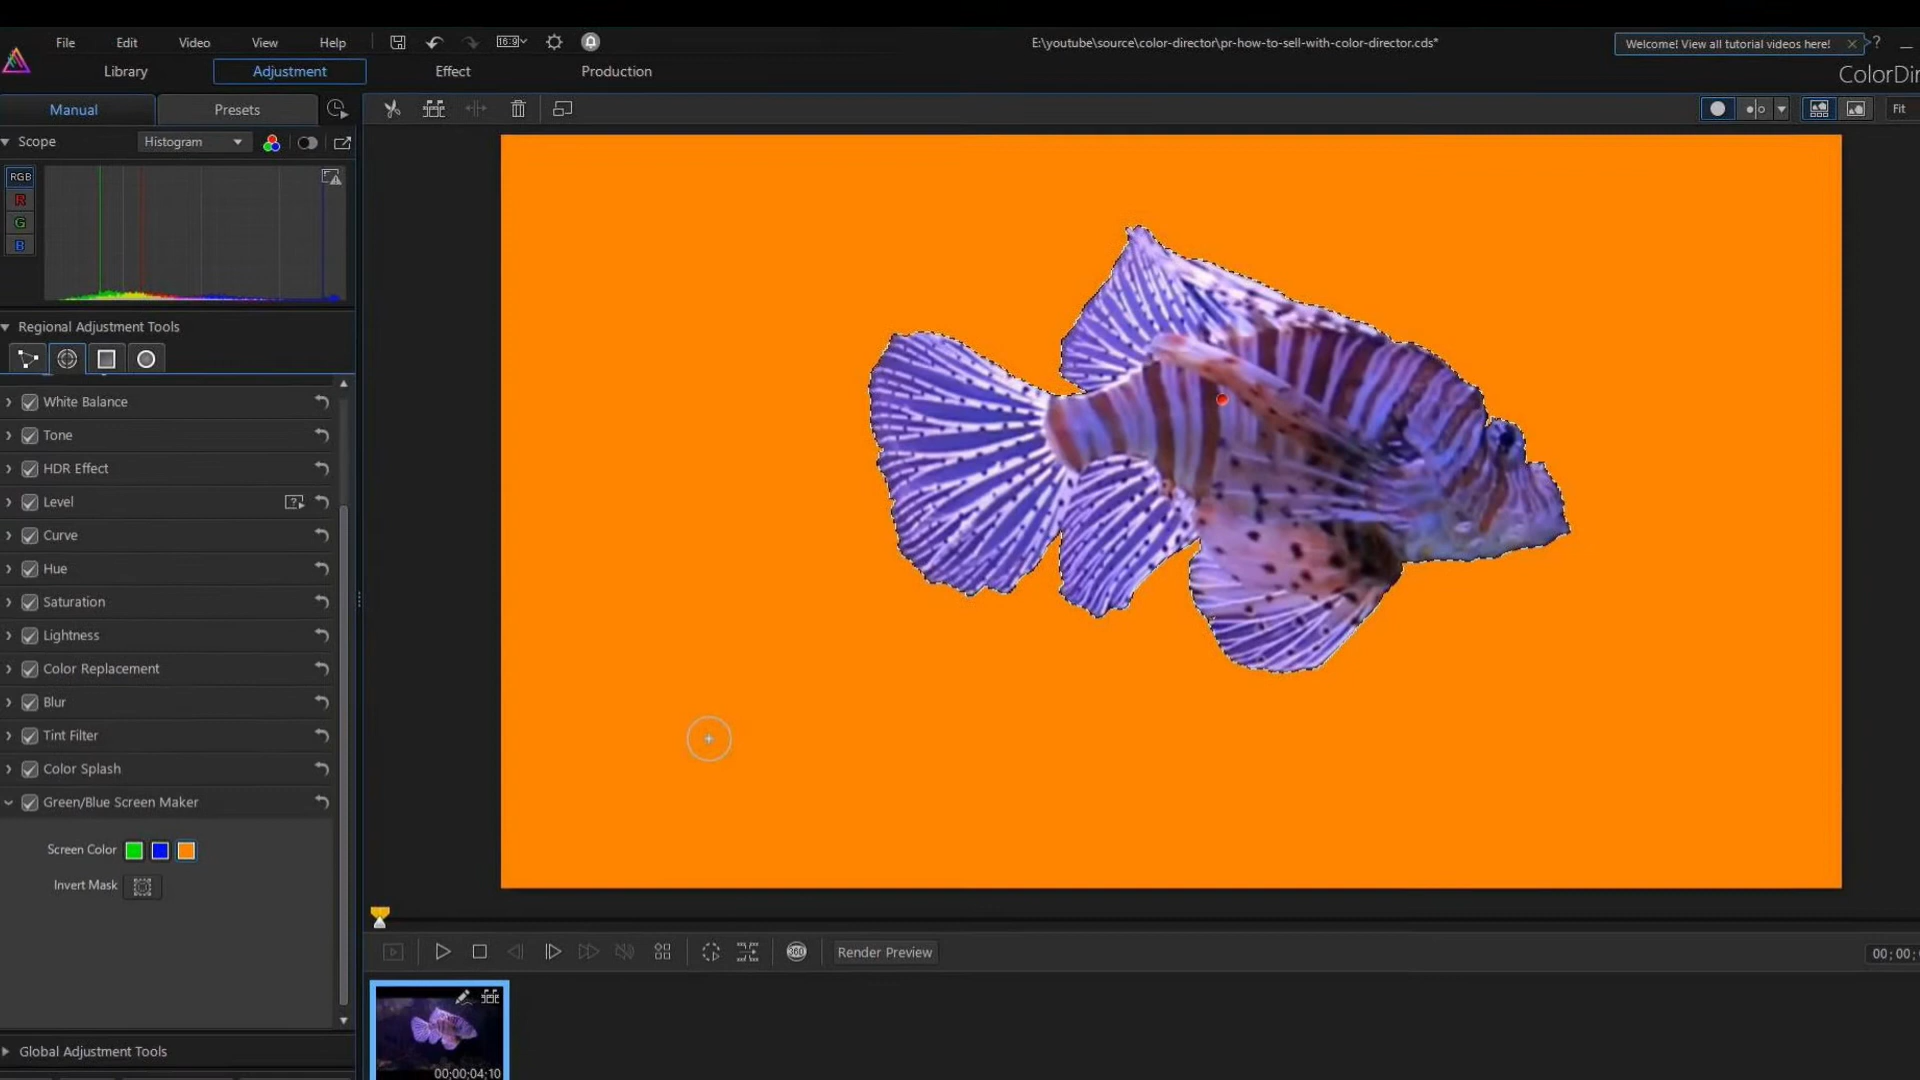 File Edit Video View Help 16:9 E:\youtube\source\color-director\pr-how-to-sell-with-color-director.cds* Welcome! View all tutorial videos here! ?
Library Adjustment Effect Production ColorDir
Manual Presets Fit
Scope Histogram
RGB
R
G
B
Regional Adjustment Tools
White Balance
Tone
HDR Effect
Level ?
Curve
Hue
Saturation
Lightness
Color Replacement
Blur
Tint Filter
Color Splash
Green/Blue Screen Maker
Screen Color
Invert Mask
360 Render Preview 00;00;
Global Adjustment Tools
00;00;04;10